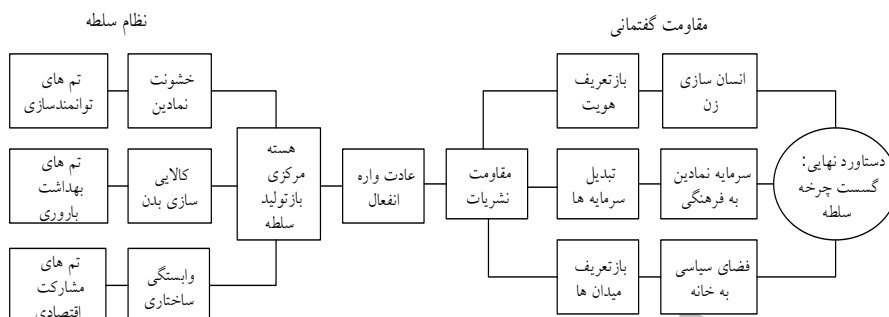 مقاومت گفتمانی
نظام سلطه
انسان سازی
زن
بازتعریف
هویت
خشونت
نمادین
تم های
توانمندسازی
دستاورد نهایی:
گسست چرخه
سلطه
سرمایه نمادین
به فرهنگی
تبدیل
سرمایه ها
مقاومت
نشریات
عادت واره
انفعال
هسته
مرکزی
بازتولید
سلطه
کالایی
سازی بدن
تم های
بهداشت
باروری
فضای سیاسی
به خانه
بازتعریف
میدان ها
وابستگی
ساختاری
تم های
مشارکت
اقتصادی